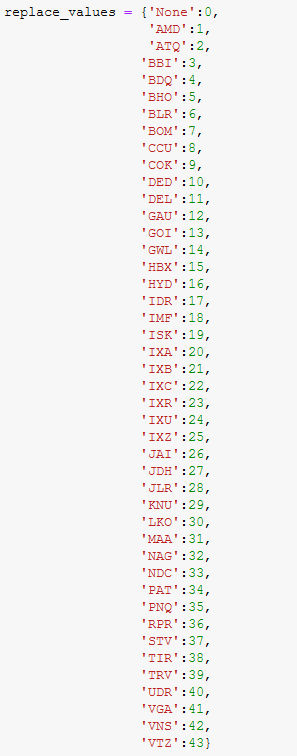 replace_values = {'None':0,
'AMD':1,
'ATQ':2,
'BBI':3,
'BDQ':4,
'BHO':5,
'BLR':6,
'BOM':7,
'CCU':8,
'COK':9,
'DED':10,
'DEL':11,
'GAU':12,
'GOI':13,
'GWL':14,
'HBX':15,
'HYD':16,
'IDR':17,
'IMF':18,
'ISK':19,
'IXA':20,
'IXB':21,
'IXC':22,
'IXR':23,
'IXU':24,
'IXZ':25,
'JAI':26,
'JDH':27,
'JLR':28,
'KNU':29,
'LKO':30,
'MAA':31,
'NAG':32,
'NDC':33,
'PAT':34,
'PNQ':35,
'RPR':36,
'STV':37,
'TIR':38,
'TRV':39,
'UDR':40,
'VGA':41,
'VNS':42,
'VTZ':43}